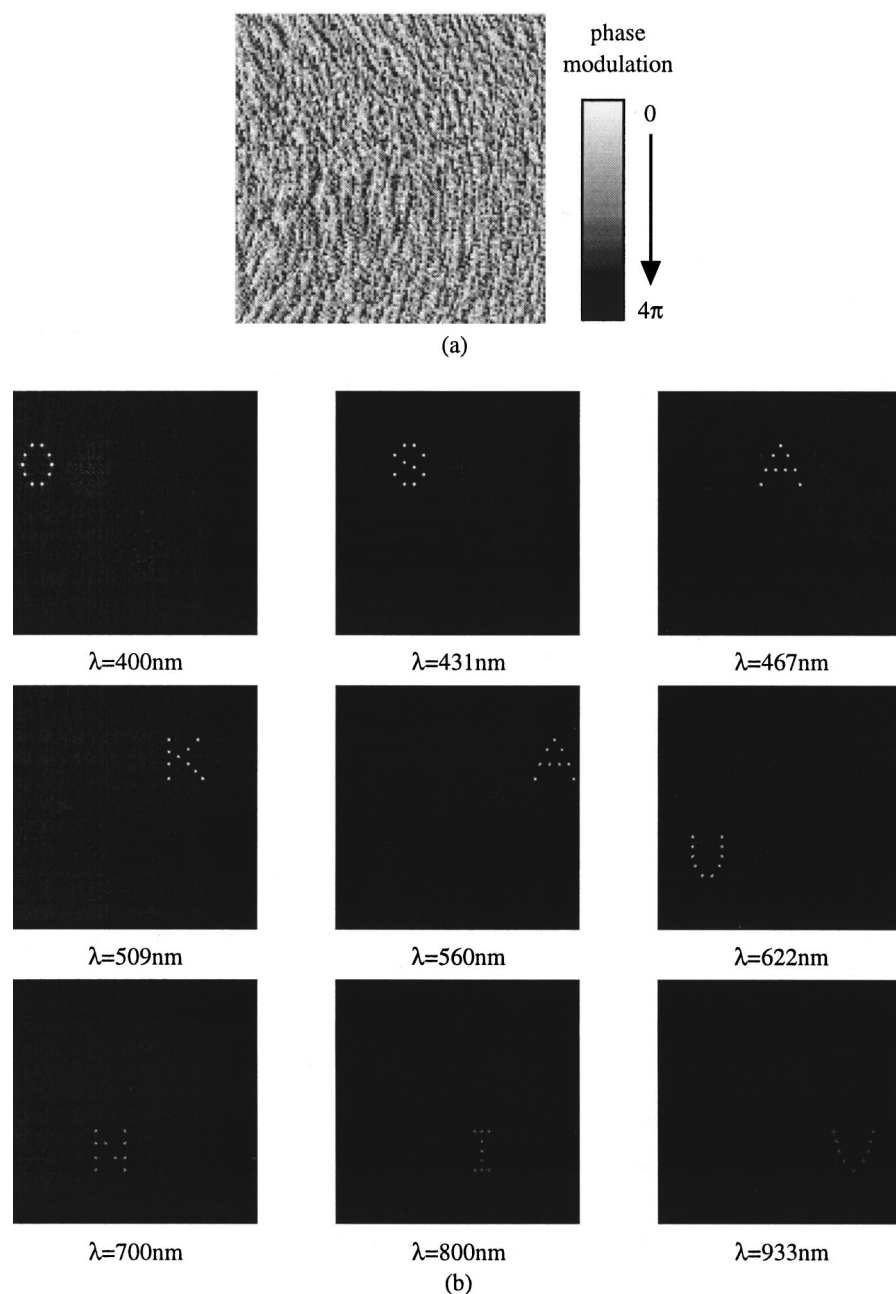 phase
modulation
0
4π
(a)
O
S
A
λ=400nm
λ=431nm
λ=467nm
K
A
U
λ=509nm
λ=560nm
λ=622nm
N
I
V
λ=700nm
λ=800nm
λ=933nm
(b)